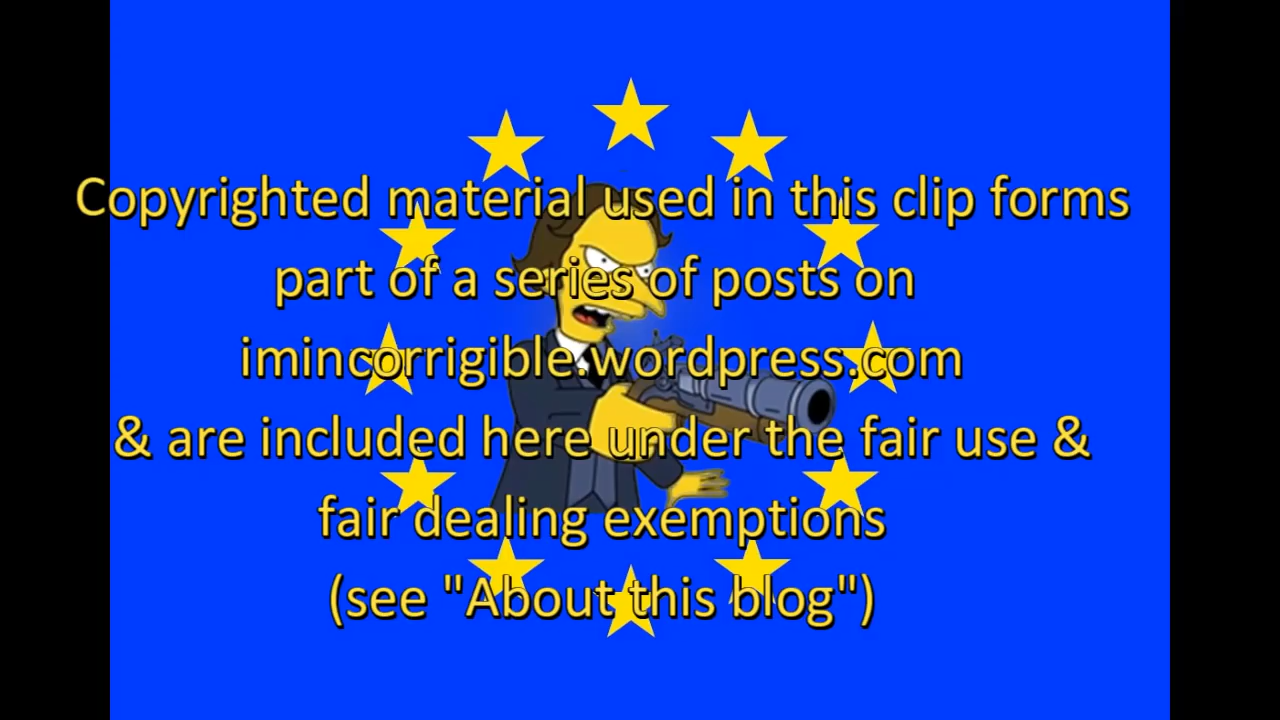 Copyrighted material used in this clip forms
part of a series of posts on
imincorrigible.wordpress.com
& are included here under the fair use &
fair dealing exemptions
(see "About this blog")